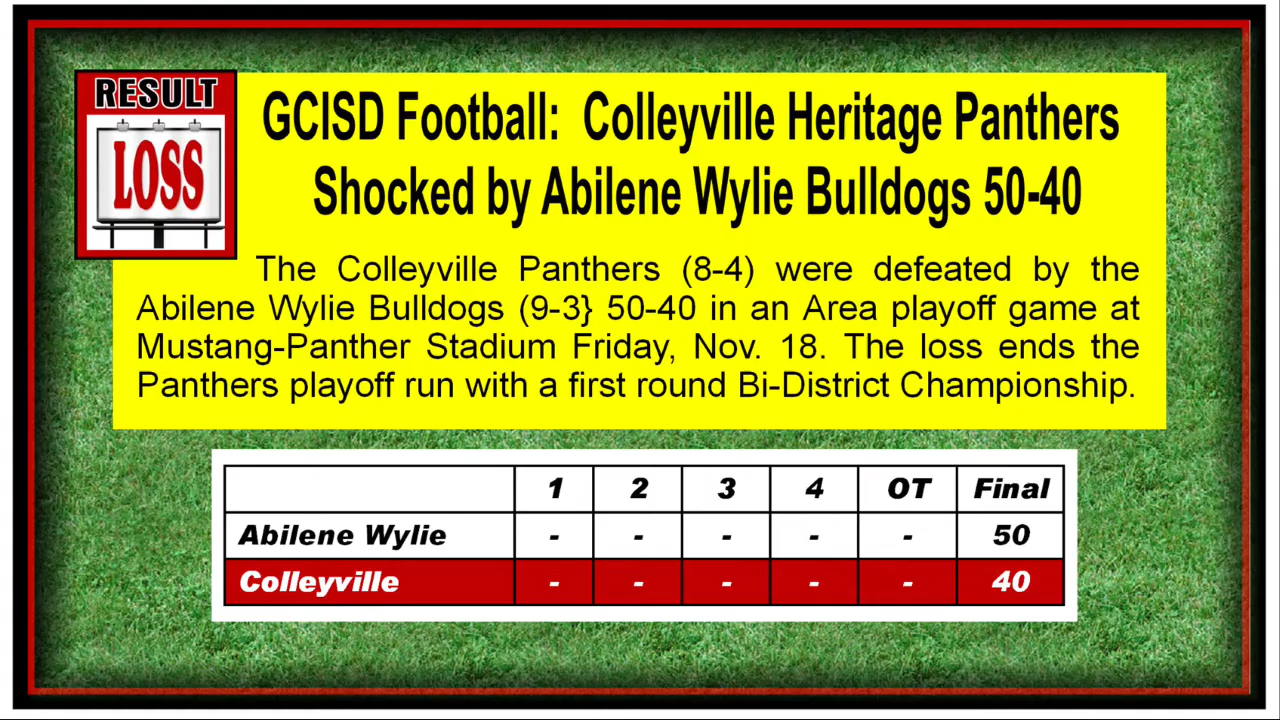 RESULT
LOSS
GCISD Football: Colleyville Heritage Panthers
Shocked by Abilene Wylie Bulldogs 50-40
The Colleyville Panthers (8-4) were defeated by the
Abilene Wylie Bulldogs (9-3} 50-40 in an Area playoff game at
Mustang-Panther Stadium Friday, Nov. 18. The loss ends the
Panthers playoff run with a first round Bi-District Championship.
1 2 3 4 OT Final
Abilene Wylie - - - - - 50
Colleyville - - - - - 40